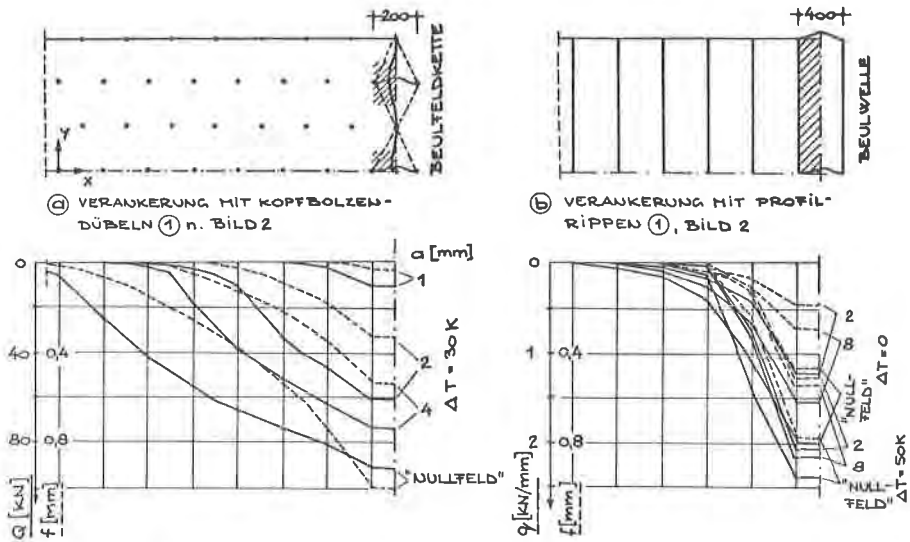 200
BEULFELDKETTE
Y
X
ⓐ VERANKERUNG MIT KOPFBOLZEN-
DÜBELN ① n. BILD 2
400
BEULWELLE
ⓑ VERANKERUNG MIT PROFIL-
RIPPEN ①, BILD 2
a [mm]
0
1
2
4
40
0,4
80
0,8
ΔT = 30K
"NULLFELD"
Q [KN]
f [mm]
0
1
0,4
2
0,8
2
8
"NULL-
FELD"
ΔT = 0
2
8
"NULL-
FELD"
ΔT = 50K
q [KN/mm]
f [mm]